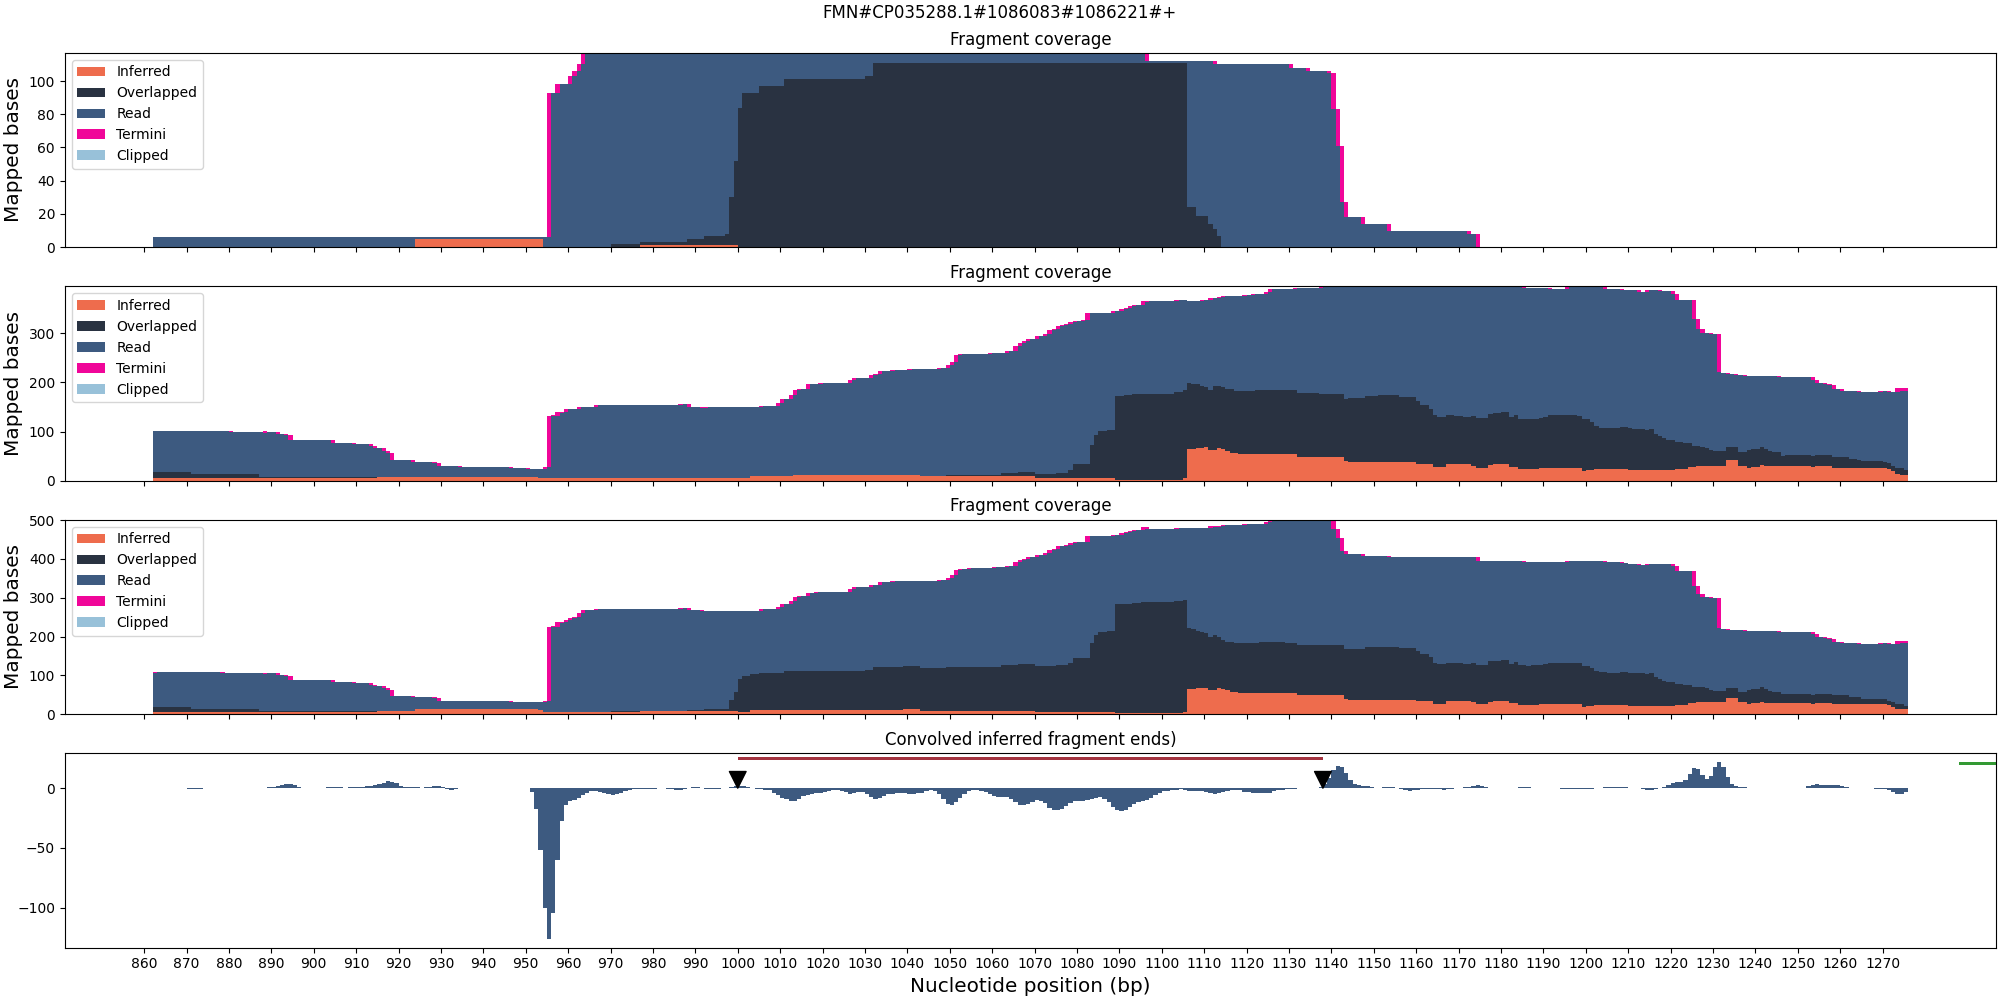 FMN#CP035288.1#1086083#1086221#+
Fragment coverage
Mapped bases
100
80
60
40
20
0
Inferred
Overlapped
Read
Termini
Clipped
Fragment coverage
Mapped bases
300
200
100
0
Inferred
Overlapped
Read
Termini
Clipped
Fragment coverage
Mapped bases
500
400
300
200
100
0
Inferred
Overlapped
Read
Termini
Clipped
Convolved inferred fragment ends)
0
−50
−100
860 870 880 890 900 910 920 930 940 950 960 970 980 990 1000 1010 1020 1030 1040 1050 1060 1070 1080 1090 1100 1110 1120 1130 1140 1150 1160 1170 1180 1190 1200 1210 1220 1230 1240 1250 1260 1270
Nucleotide position (bp)